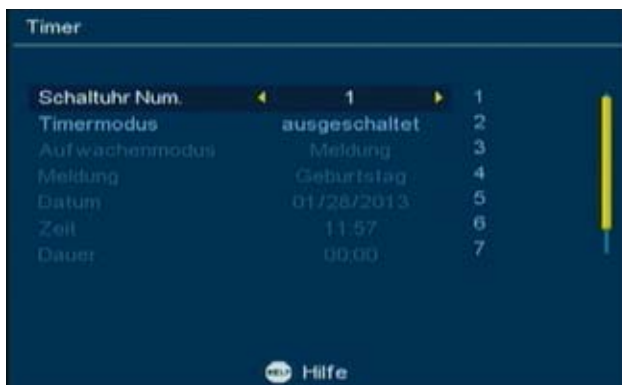 Timer
Schaltuhr Num. 1 1
Timermodus ausgeschaltet 2
Aufwachenmodus Meldung 3
Meldung Geburtstag 4
Datum 01/28/2013 5
Zeit 11:57 6
Dauer 00:00 7
HELP Hilfe